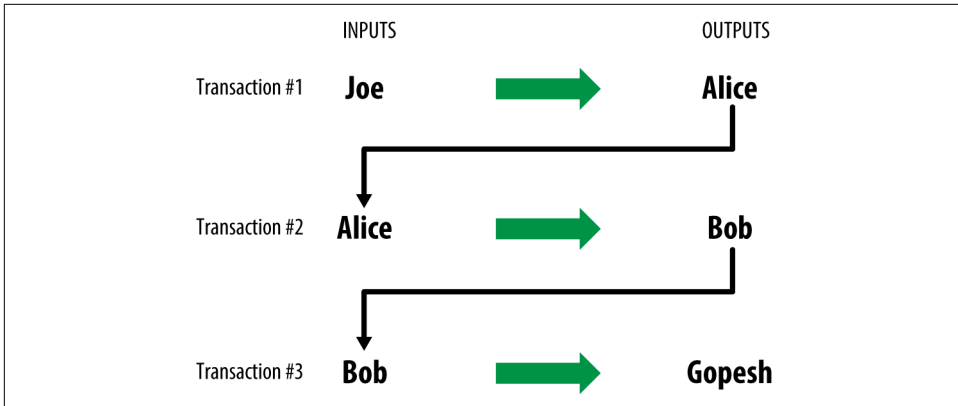 INPUTS OUTPUTS
Transaction #1 Joe Alice
Transaction #2 Alice Bob
Transaction #3 Bob Gopesh